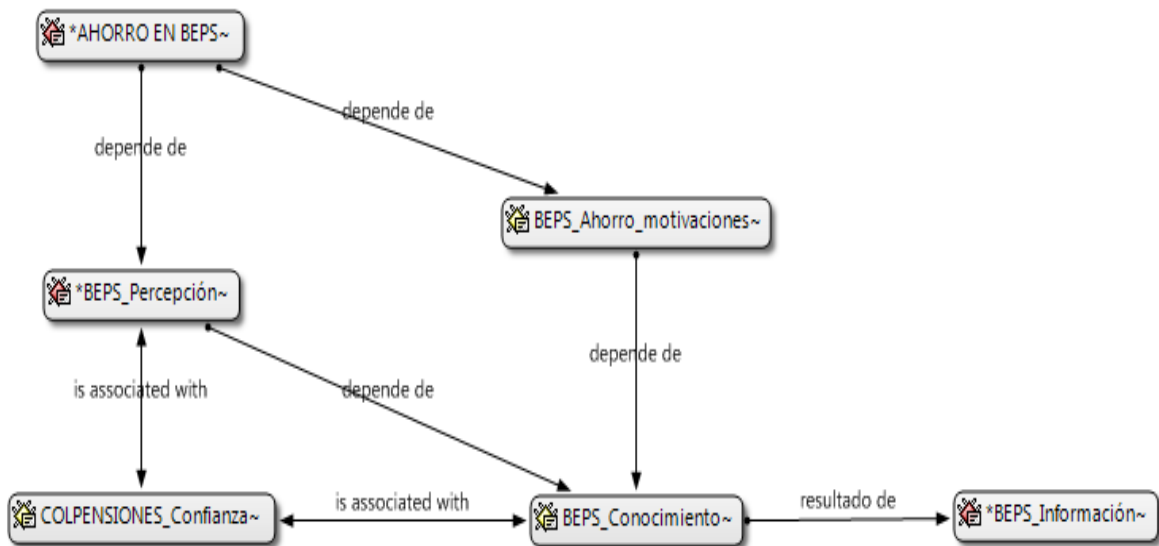 *AHORRO EN BEPS~
depende de
depende de
BEPS_Ahorro_motivaciones~
*BEPS_Percepción~
is associated with
depende de
depende de
COLPENSIONES_Confianza~
is associated with
BEPS_Conocimiento~
resultado de
*BEPS_Información~